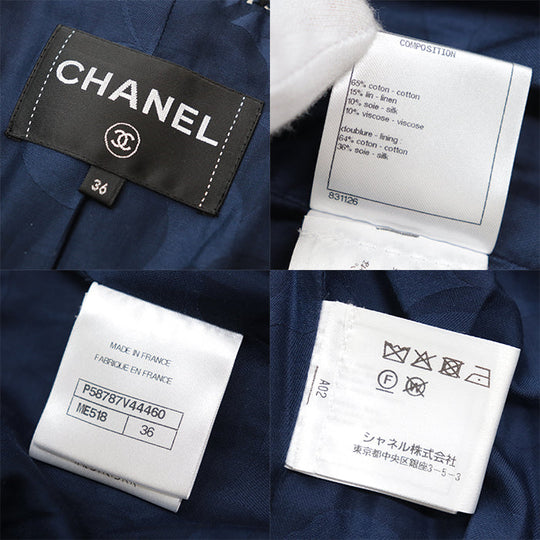 CHANEL
36
COMPOSITION
65% coton - cotton
15% lin - linen
10% soie - silk
10% viscose - viscose
doublure - lining :
64% coton - cotton
36% soie - silk
831126
MADE IN FRANCE
FABRIQUE EN FRANCE
P58787V44460
ME518 36
A02
F
シャネル株式会社
東京都中央区銀座3-5-3